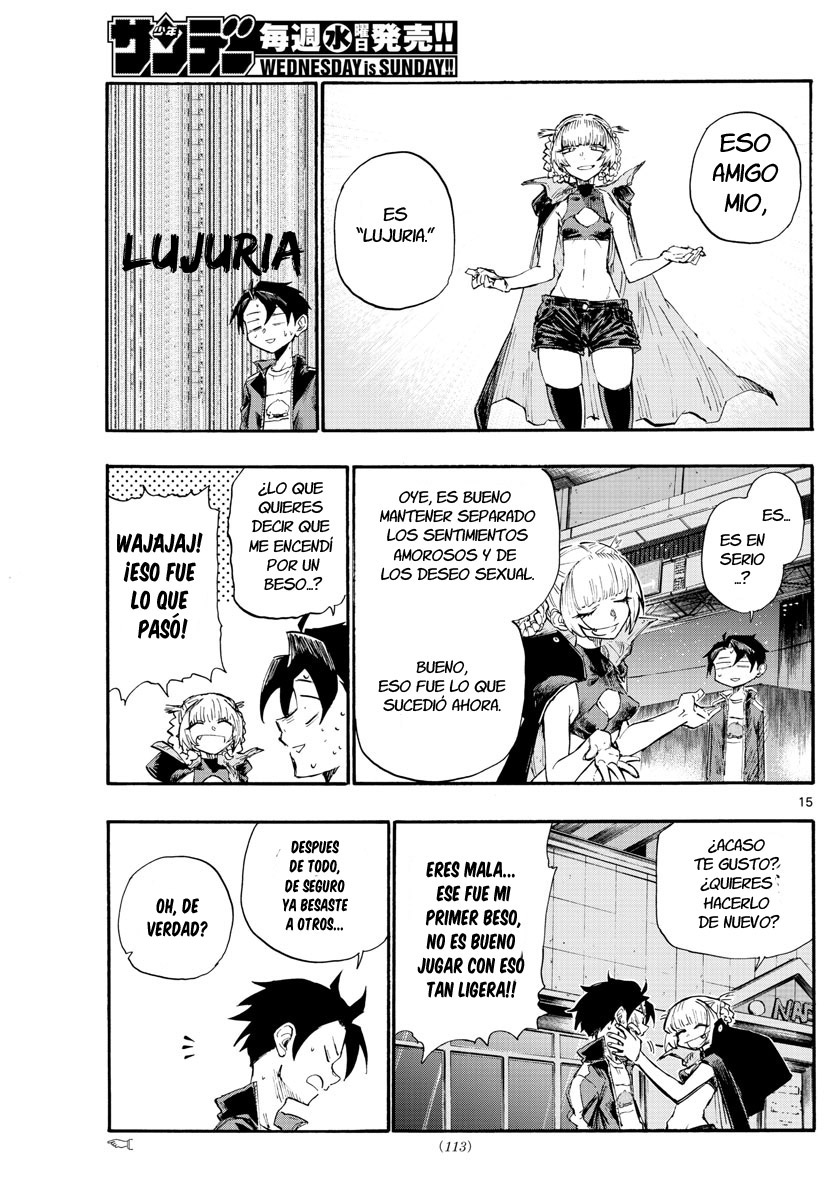 少年
サンデー
毎週水曜日発売!!
WEDNESDAY is SUNDAY!!
ESO
AMIGO
MIO,
ES
“LUJURIA.”
LUJURIA
ES...
ES EN
SERIO
...?
OYE, ES BUENO
MANTENER SEPARADO
LOS SENTIMIENTOS
AMOROSOS Y DE
LOS DESEO SEXUAL.
BUENO,
ESO FUE LO QUE
SUCEDIÓ AHORA.
¿LO QUE
QUIERES
DECIR QUE
ME ENCENDÍ
POR UN
BESO...?
WAJAJAJ!
¡ESO FUE
LO QUE
PASÓ!
15
¿ACASO
TE GUSTO?
¿QUIERES
HACERLO
DE NUEVO?
ERES MALA...
ESE FUE MI
PRIMER BESO,
NO ES BUENO
JUGAR CON ESO
TAN LIGERA!!
NAP
DESPUES
DE TODO,
DE SEGURO
YA BESASTE
A OTROS...
OH, DE
VERDAD?
(113)